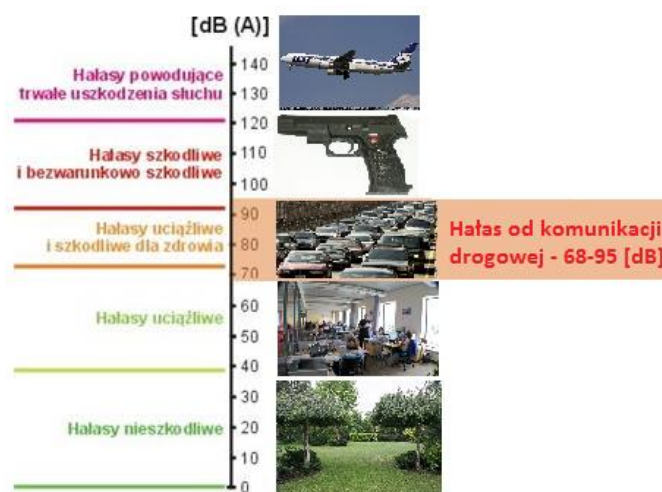 [dB (A)]
140
Hałasy powodujące
trwałe uszkodzenia słuchu
130
120
110
Hałasy szkodliwe
i bezwarunkowo szkodliwe
100
90
Hałasy uciążliwe
i szkodliwe dla zdrowia
80
70
Hałas od komunikacji
drogowej - 68-95 [dB]
60
Hałasy uciążliwe
50
40
30
20
Hałasy nieszkodliwe
10
0
LOT